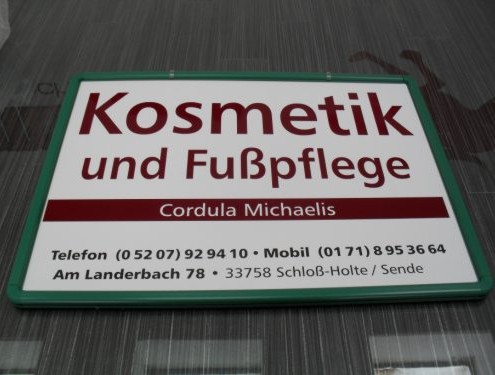 Kosmetik
und Fußpflege
Cordula Michaelis
Telefon (0 52 07) 92 94 10 • Mobil (01 71) 8 95 36 64
Am Landerbach 78 • 33758 Schloß-Holte / Sende